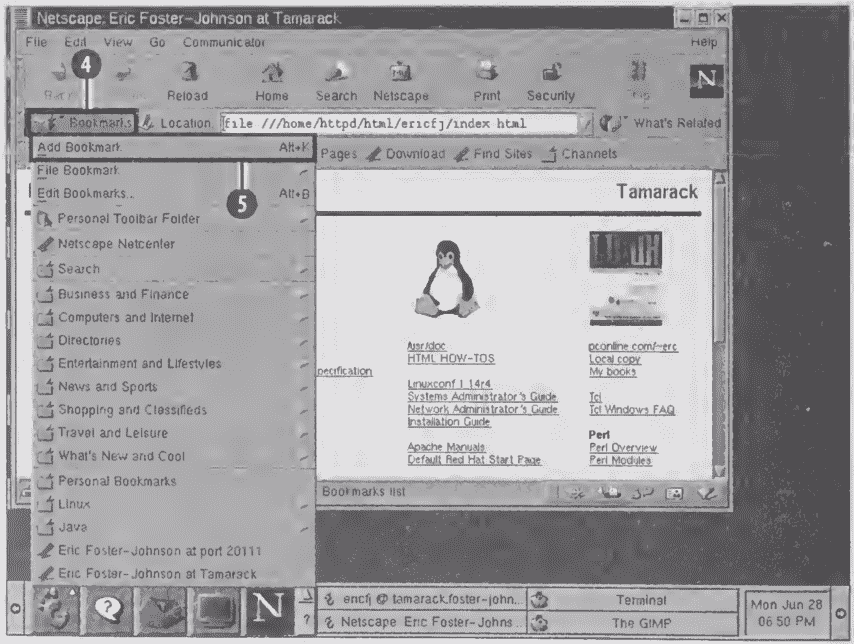 Netscape: Eric Foster-Johnson at Tamarack
File Edit View Go Communicator Help
4
Reload Home Search Netscape Print Security
N
Bookmarks Location: file ///home/httpd/html/ericfj/index html What's Related
Add Bookmark Alt+K
Pages Download Find Sites Channels
File Bookmark
Edit Bookmarks... Alt+B
5
Tamarack
Personal Toolbar Folder
Netscape Netcenter
Search
Business and Finance
Computers and Internet
Directories
Entertainment and Lifestyles
News and Sports
Shopping and Classifieds
Travel and Leisure
What's New and Cool
Personal Bookmarks
Linux
Java
Eric Foster-Johnson at port 20111
Eric Foster-Johnson at Tamarack
LINUX
/usr/doc
HTML HOW-TOS
pecification
Linuxconf 1 14r4
Systems Administrator's Guide
Network Administrator's Guide
Installation Guide
Apache Manuals
Default Red Hat Start Page
pconline com/~erc
Local copy
My books
Tcl
Tcl Windows FAQ
Perl
Perl Overview
Perl Modules
Bookmarks list
?
N
?
encfj @ tamarack.foster-john...
Terminal
Netscape Eric Foster-Johns
The GIMP
Mon Jun 28
06 50 PM